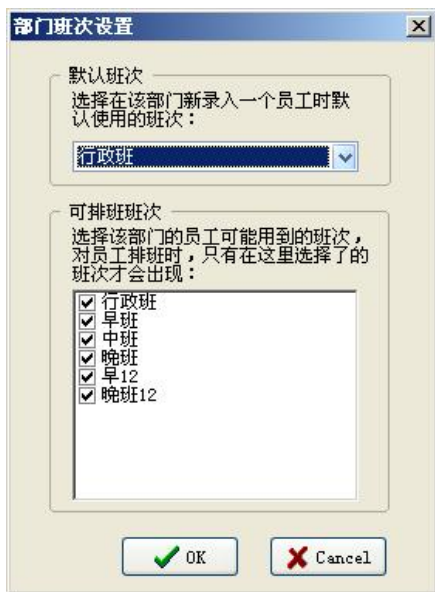 部门班次设置
默认班次
选择在该部门新录入一个员工时默
认使用的班次：
行政班
可排班班次
选择该部门的员工可能用到的班次，
对员工排班时，只有在这里选择了的
班次才会出现：
行政班
早班
中班
晚班
早12
晚班12
OK
Cancel